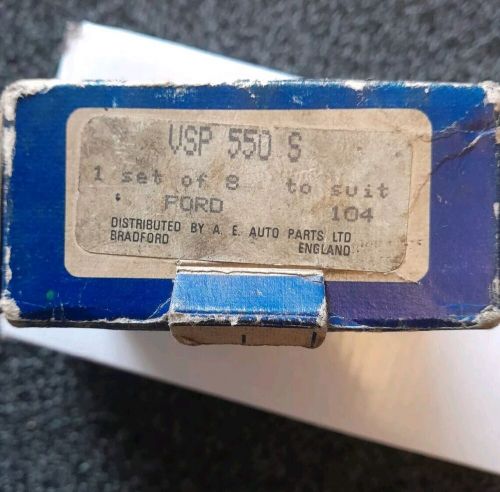 VSP 550 S
1 set of 8 to suit
FORD 104
DISTRIBUTED BY A. E. AUTO PARTS LTD
BRADFORD ENGLAND